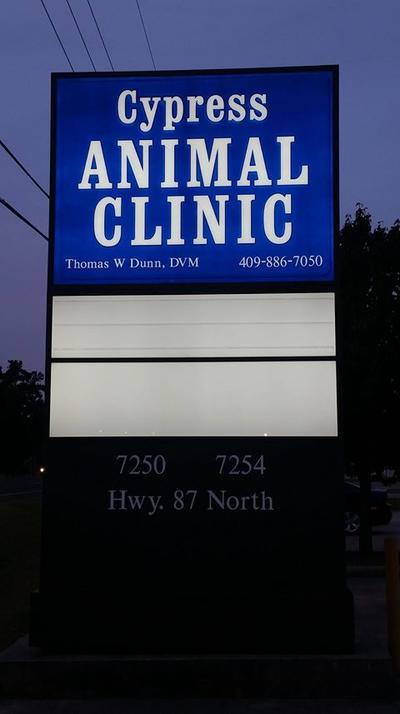 Cypress
ANIMAL
CLINIC
Thomas W Dunn, DVM 409-886-7050
7250 7254
Hwy. 87 North